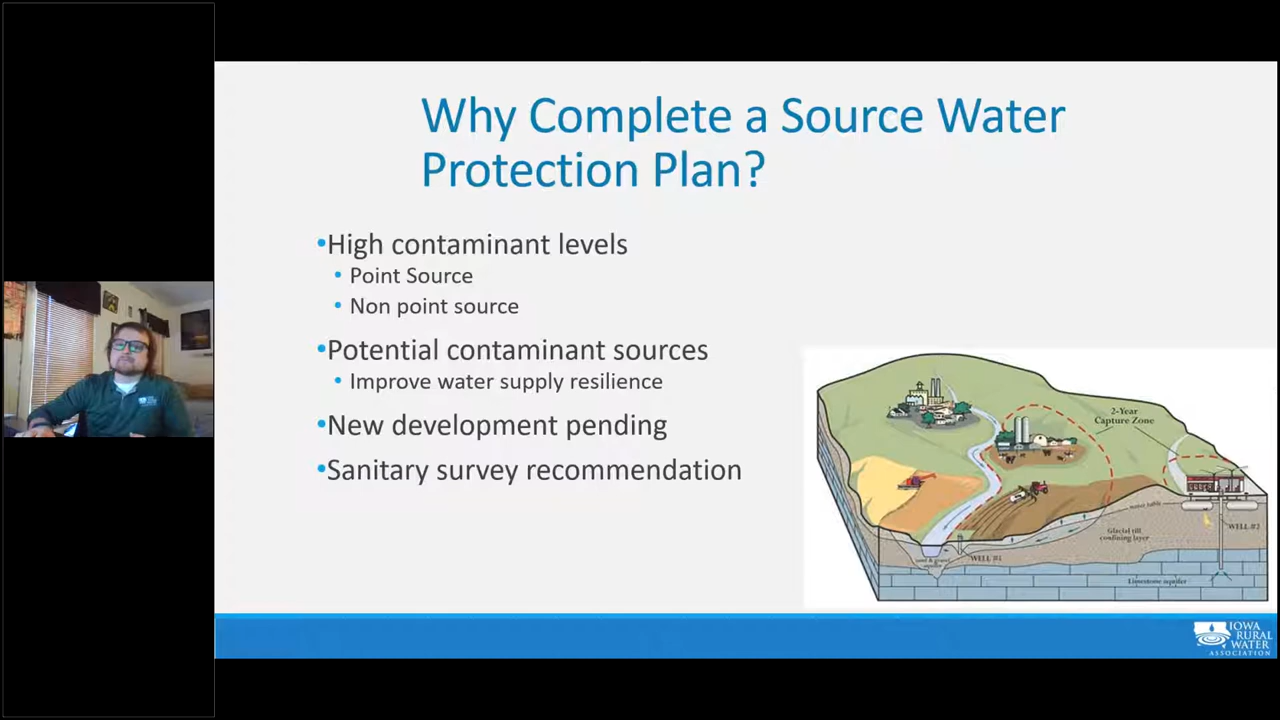 Why Complete a Source Water
Protection Plan?
•High contaminant levels
• Point Source
• Non point source
•Potential contaminant sources
• Improve water supply resilience
•New development pending
•Sanitary survey recommendation
2-Year
Capture Zone
water table
Glacial till
confining layer
WELL #2
WELL #1
Limestone aquifer
IOWA
RURAL
WATER
ASSOCIATION